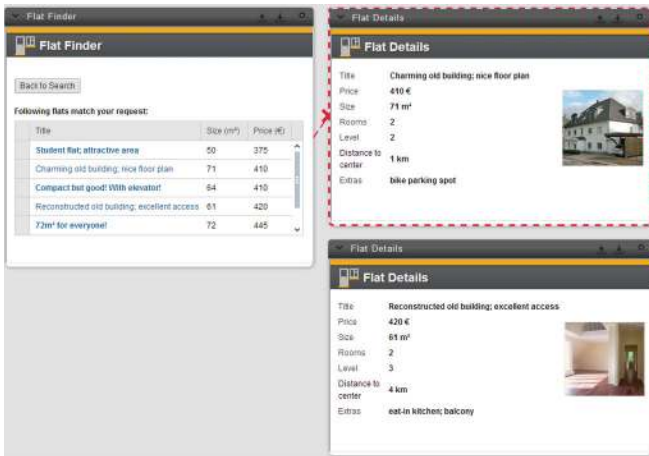 Flat Finder
Flat Finder
Back to Search
Following flats match your request:
Title Size (m²) Price (€)
Student flat; attractive area 50 375
Charming old building; nice floor plan 71 410
Compact but good! With elevator! 64 410
Reconstructed old building; excellent access 61 420
72m² for everyone! 72 445
Flat Details
Flat Details
Title Charming old building; nice floor plan
Price 410 €
Size 71 m²
Rooms 2
Level 2
Distance to
center 1 km
Extras bike parking spot
Flat Details
Flat Details
Title Reconstructed old building; excellent access
Price 420 €
Size 61 m²
Rooms 2
Level 3
Distance to
center 4 km
Extras eat-in kitchen; balcony